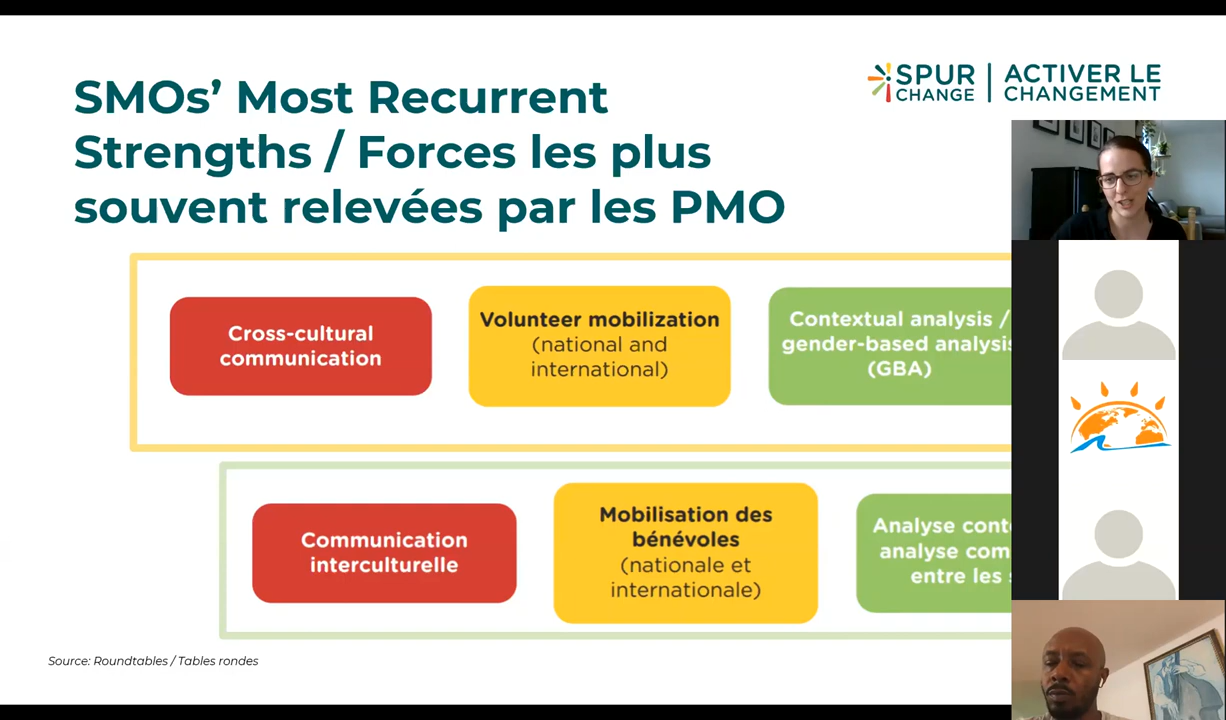 SMOs’ Most Recurrent
Strengths / Forces les plus
souvent relevées par les PMO
SPUR
CHANGE
ACTIVER LE
CHANGEMENT
Cross-cultural
communication
Volunteer mobilization
(national and
international)
Contextual analysis /
gender-based analysis
(GBA)
Communication
interculturelle
Mobilisation des
bénévoles
(nationale et
internationale)
Analyse
analyse
entre les
Source: Roundtables / Tables rondes